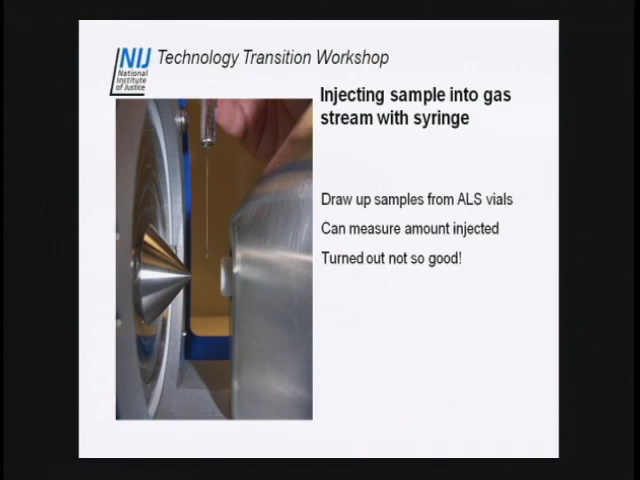 NIJ Technology Transition Workshop
National
Institute
of Justice
Injecting sample into gas
stream with syringe
Draw up samples from ALS vials
Can measure amount injected
Turned out not so good!